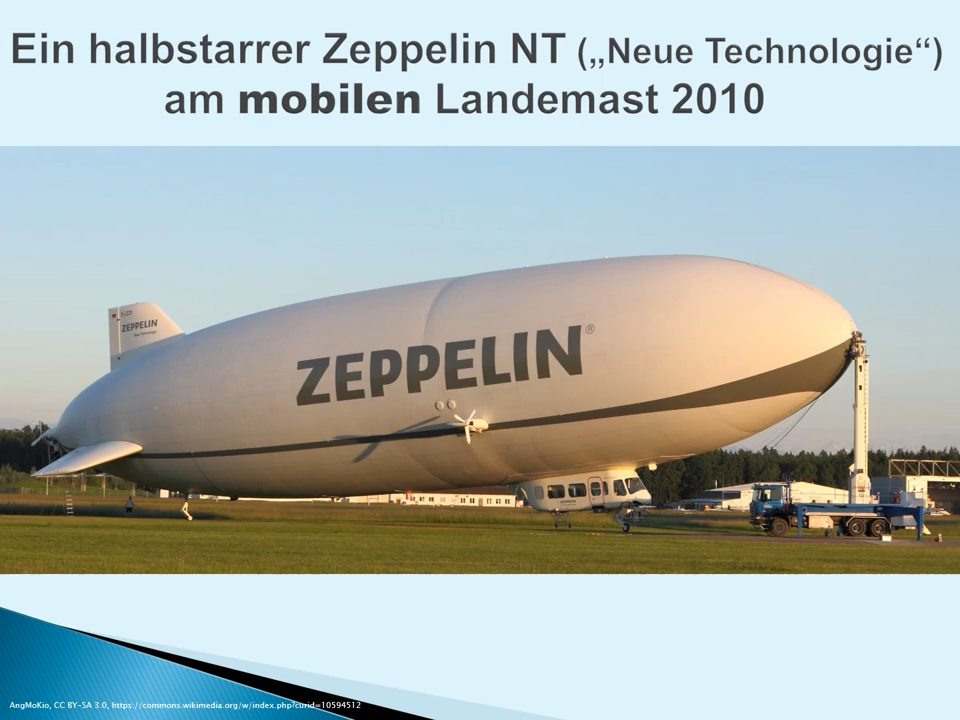 Ein halbstarrer Zeppelin NT („Neue Technologie“)
am mobilen Landemast 2010
ZEPPELIN
ZEPPELIN®
AngMoKio, CC BY-SA 3.0, https://commons.wikimedia.org/w/index.php?curid=10594512